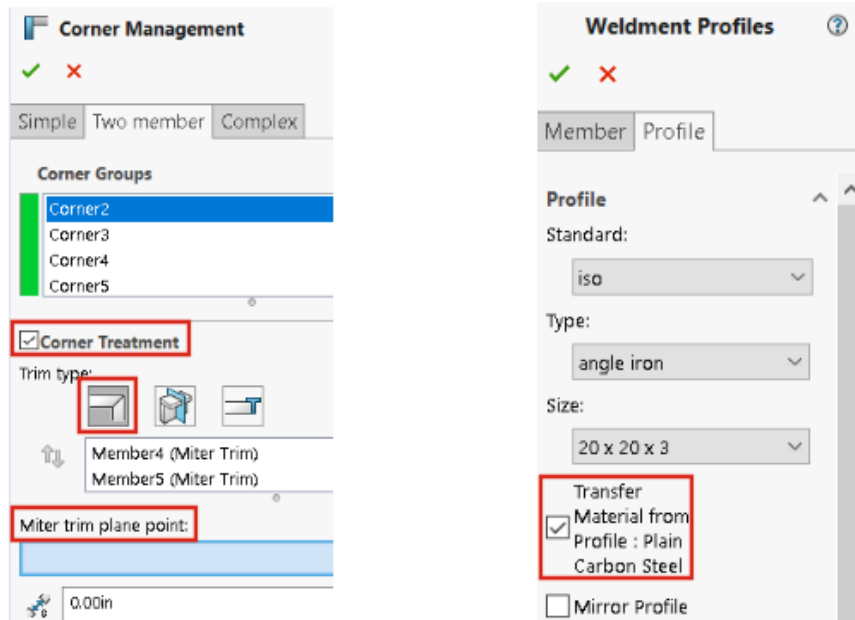 Corner Management
Simple
Two member
Complex
Corner Groups
Corner2
Corner3
Corner4
Corner5
Corner Treatment
Trim type:
Member4 (Miter Trim)
Member5 (Miter Trim)
Miter trim plane point:
0.00in
Weldment Profiles
?
Member
Profile
Profile
Standard:
iso
Type:
angle iron
Size:
20 x 20 x 3
Transfer
Material from
Profile : Plain
Carbon Steel
Mirror Profile